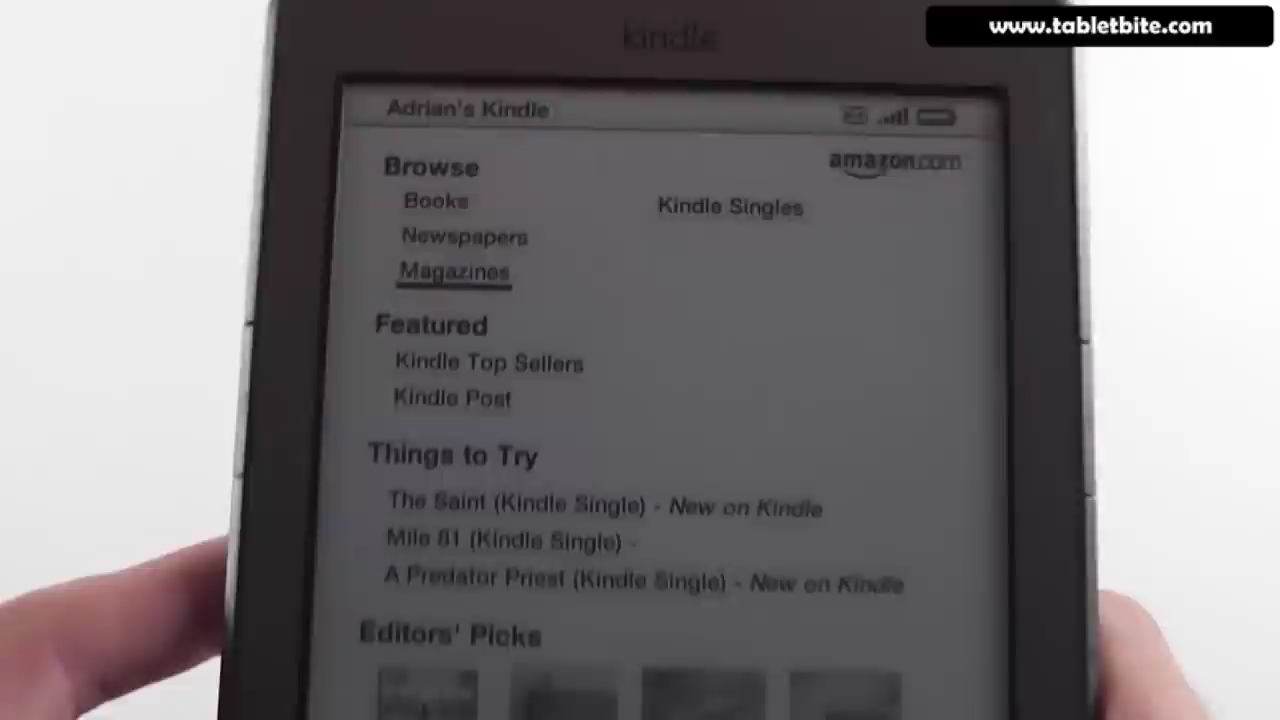 www.tabletbite.com
kindle
Adrian's Kindle
amazon.com
Browse
Books
Kindle Singles
Newspapers
Magazines
Featured
Kindle Top Sellers
Kindle Post
Things to Try
The Saint (Kindle Single) - New on Kindle
Mile 81 (Kindle Single) -
A Predator Priest (Kindle Single) - New on Kindle
Editors' Picks